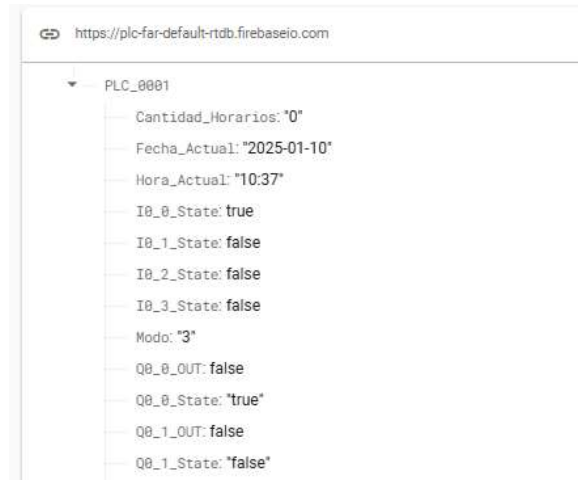 https://plc-far-default-rtdb.firebaseio.com
PLC_0001
Cantidad_Horarios: "0"
Fecha_Actual: "2025-01-10"
Hora_Actual: "10:37"
I0_0_State: true
I0_1_State: false
I0_2_State: false
I0_3_State: false
Modo: "3"
Q0_0_OUT: false
Q0_0_State: "true"
Q0_1_OUT: false
Q0_1_State: "false"